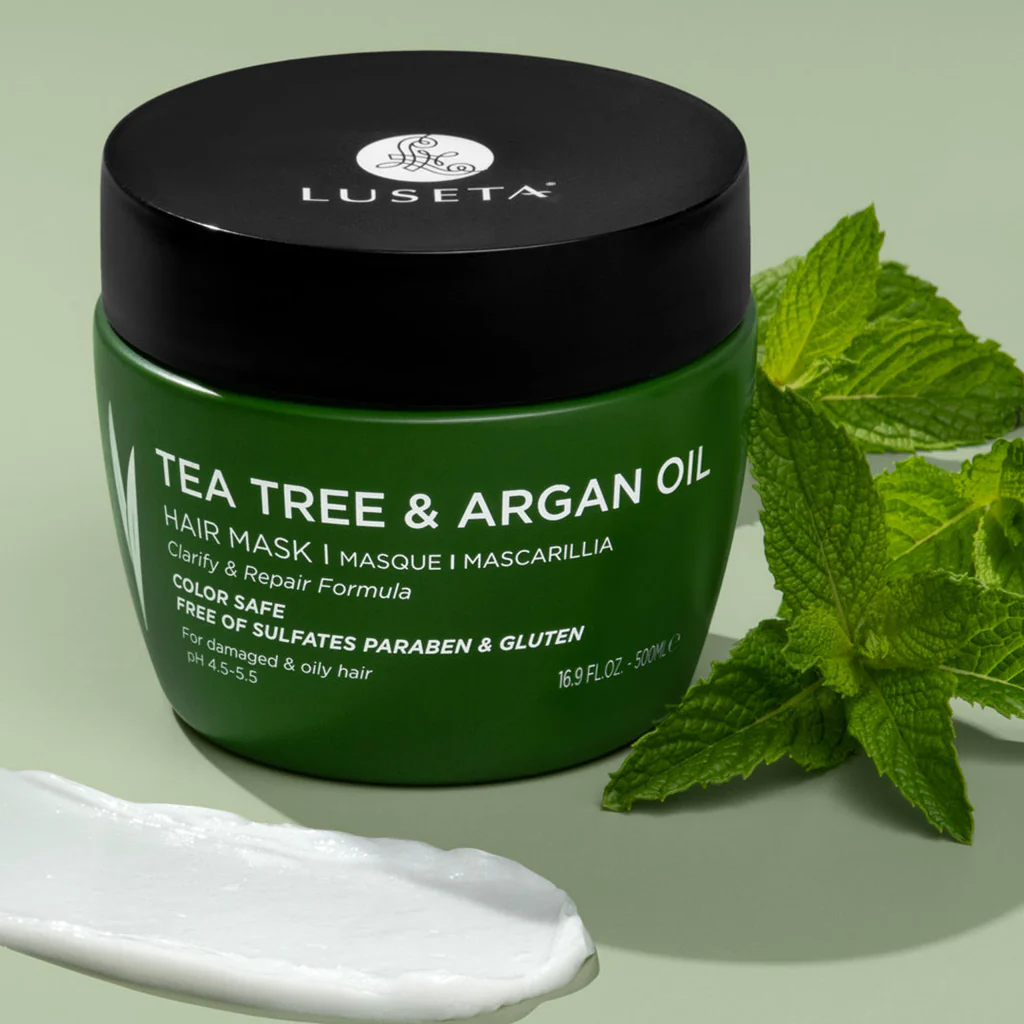 LUSETA®
TEA TREE & ARGAN OIL
HAIR MASK | MASQUE | MASCARILLIA
Clarify & Repair Formula
COLOR SAFE
FREE OF SULFATES PARABEN & GLUTEN
For damaged & oily hair
pH 4.5-5.5
16.9 FL.OZ. - 500ML ℮